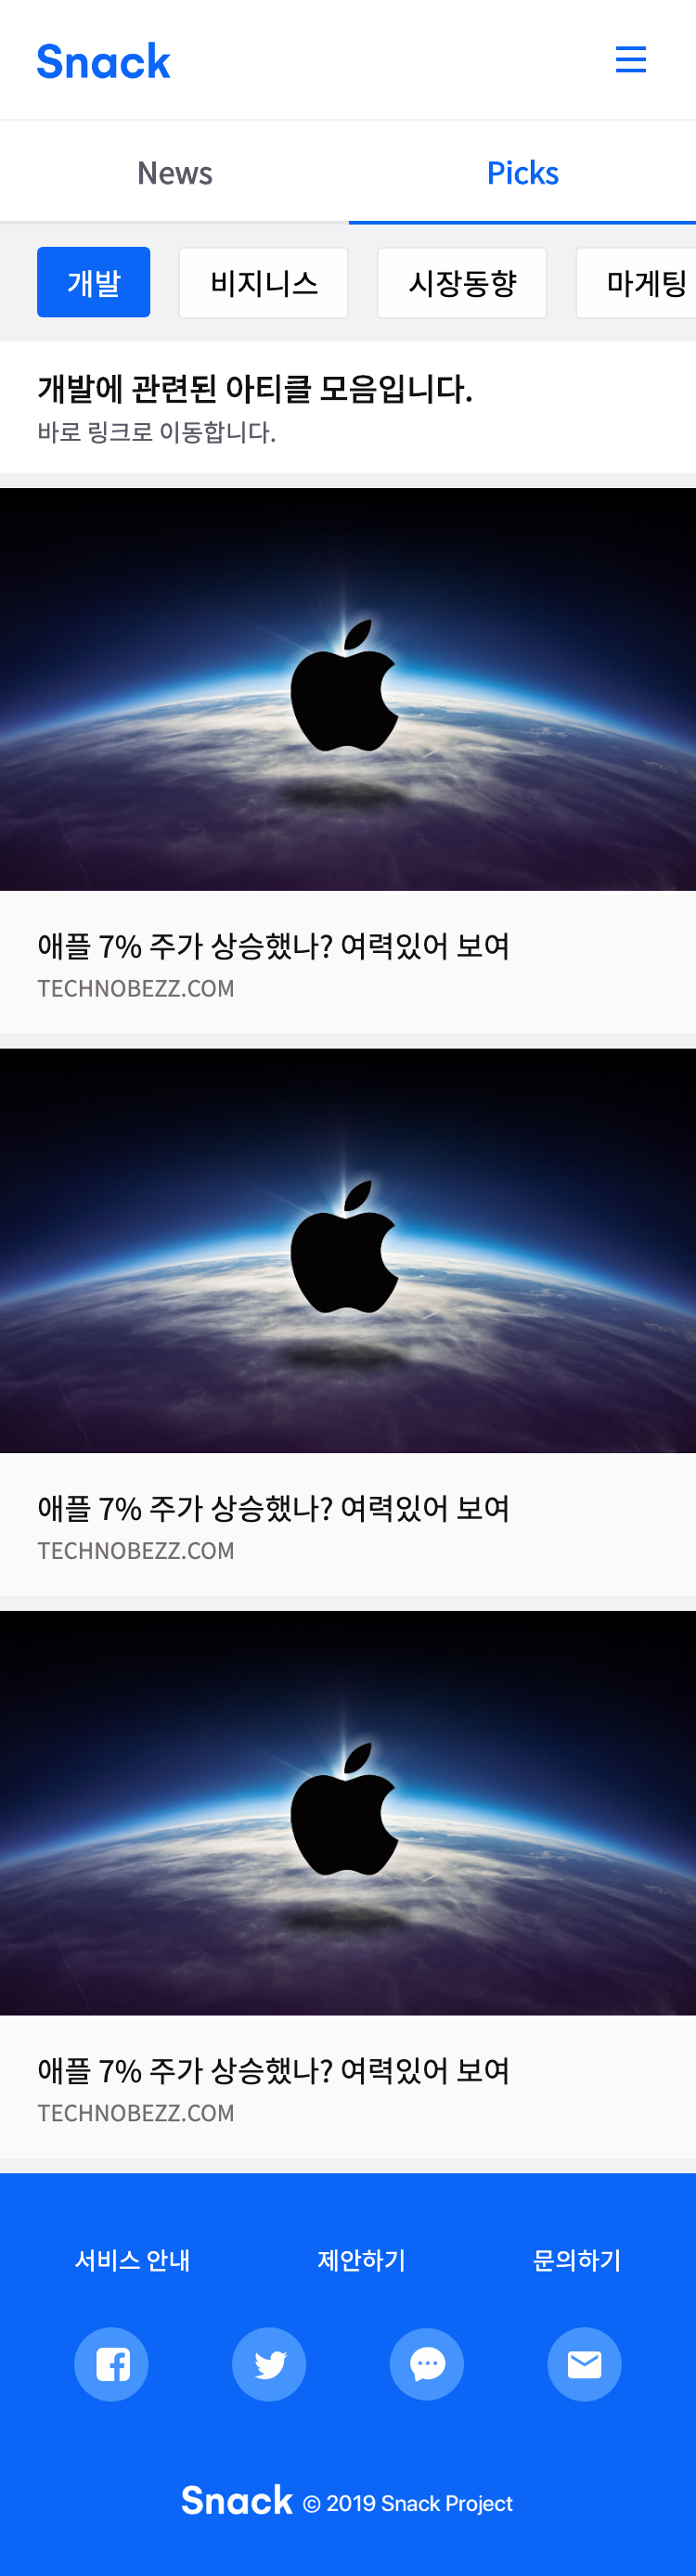 Snack
News
Picks
개발
비지니스
시장동향
마게팅
개발에 관련된 아티클 모음입니다.
바로 링크로 이동합니다.
애플 7% 주가 상승했나? 여력있어 보여
TECHNOBEZZ.COM
애플 7% 주가 상승했나? 여력있어 보여
TECHNOBEZZ.COM
애플 7% 주가 상승했나? 여력있어 보여
TECHNOBEZZ.COM
서비스 안내
제안하기
문의하기
Snack © 2019 Snack Project